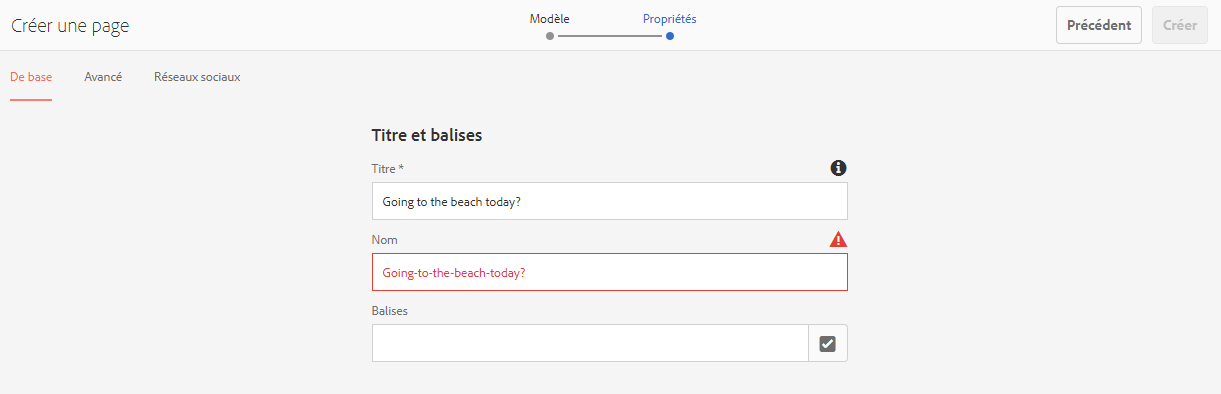 Créer une page
Modèle
Propriétés
Précédent
Créer
De base
Avancé
Réseaux sociaux
Titre et balises
Titre *
Going to the beach today?
Nom
Going-to-the-beach-today?
Balises